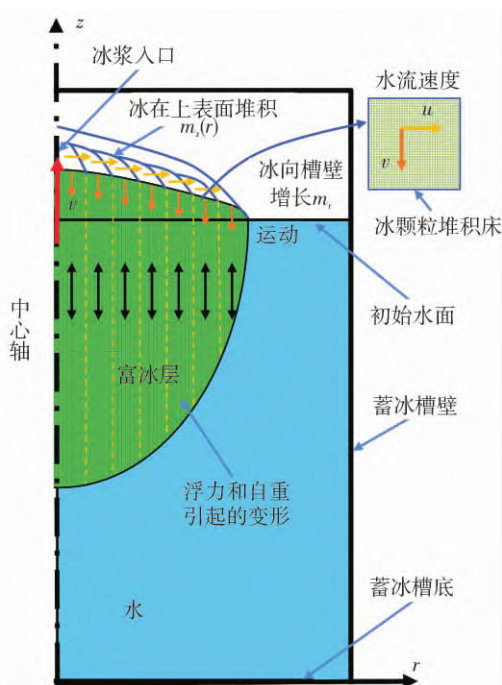 z
冰浆入口
水流速度
冰在上表面堆积
mz(r)
u
v
冰向槽壁
增长mr
冰颗粒堆积床
v
运动
初始水面
中心轴
富冰层
蓄冰槽壁
浮力和自重
引起的变形
蓄冰槽底
水
r